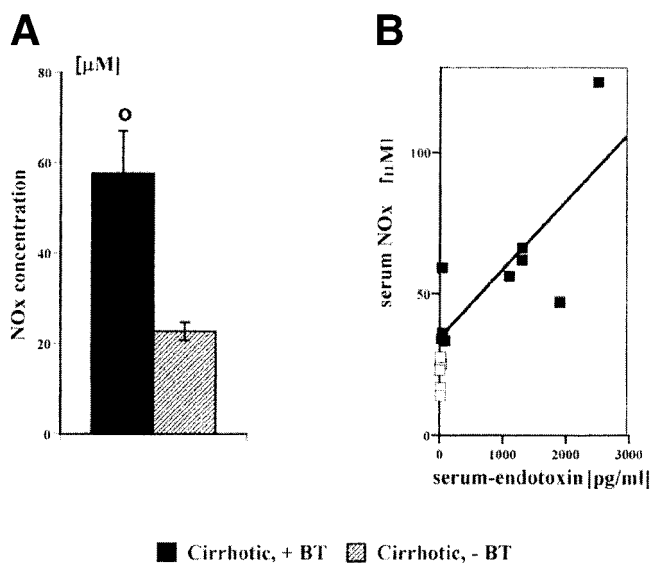 A
B
[µM]
80
60
40
20
0
NOx concentration
serum NOx [µM]
100
50
0
0 1000 2000 3000
serum-endotoxin [pg/ml]
Cirrhotic, + BT
Cirrhotic, - BT